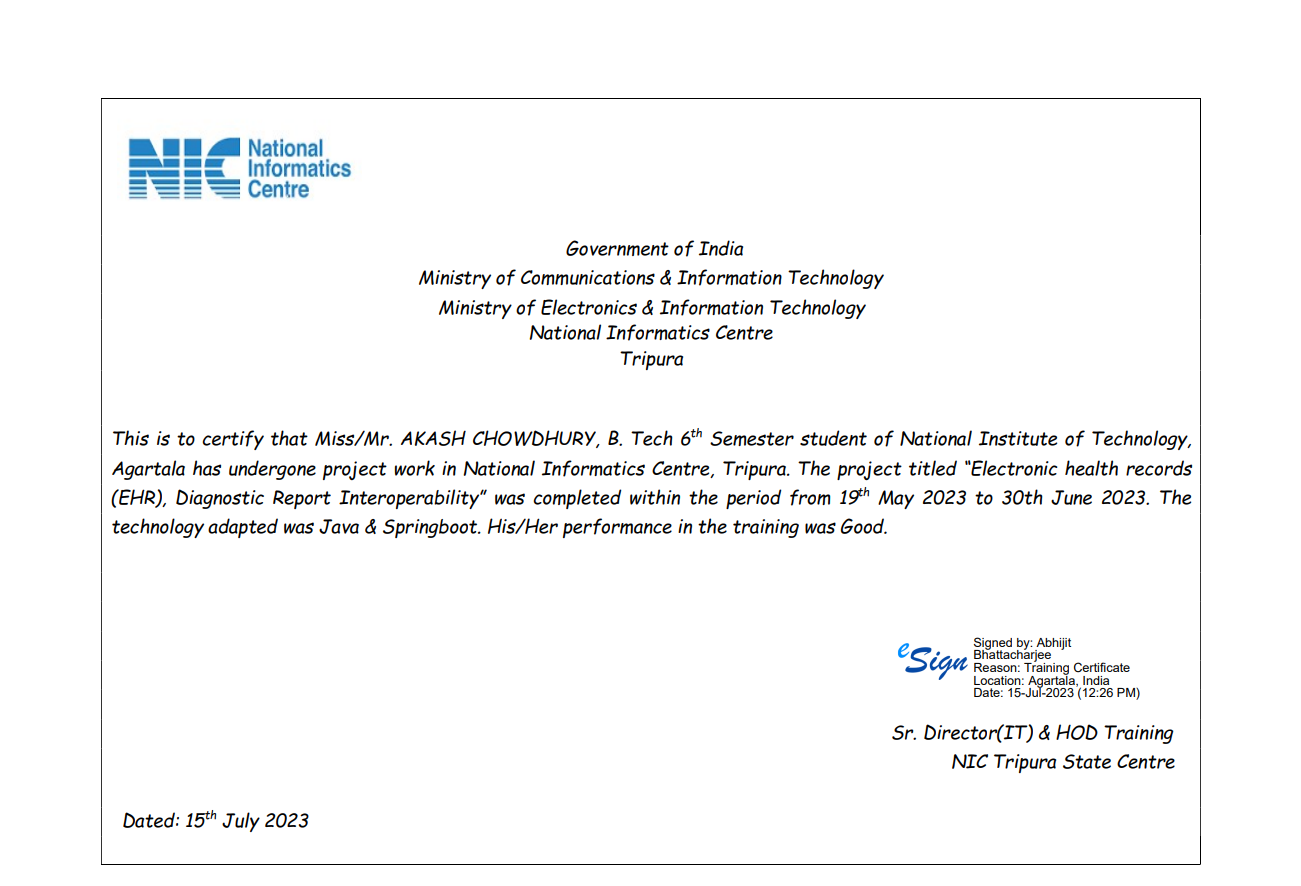 NIC National
Informatics
Centre
Government of India
Ministry of Communications & Information Technology
Ministry of Electronics & Information Technology
National Informatics Centre
Tripura
This is to certify that Miss/Mr. AKASH CHOWDHURY, B. Tech 6th Semester student of National Institute of Technology,
Agartala has undergone project work in National Informatics Centre, Tripura. The project titled “Electronic health records
(EHR), Diagnostic Report Interoperability” was completed within the period from 19th May 2023 to 30th June 2023. The
technology adapted was Java & Springboot. His/Her performance in the training was Good.
eSign
Signed by: Abhijit
Bhattacharjee
Reason: Training Certificate
Location: Agartala, India
Date: 15-Jul-2023 (12:26 PM)
Sr. Director(IT) & HOD Training
NIC Tripura State Centre
Dated: 15th July 2023